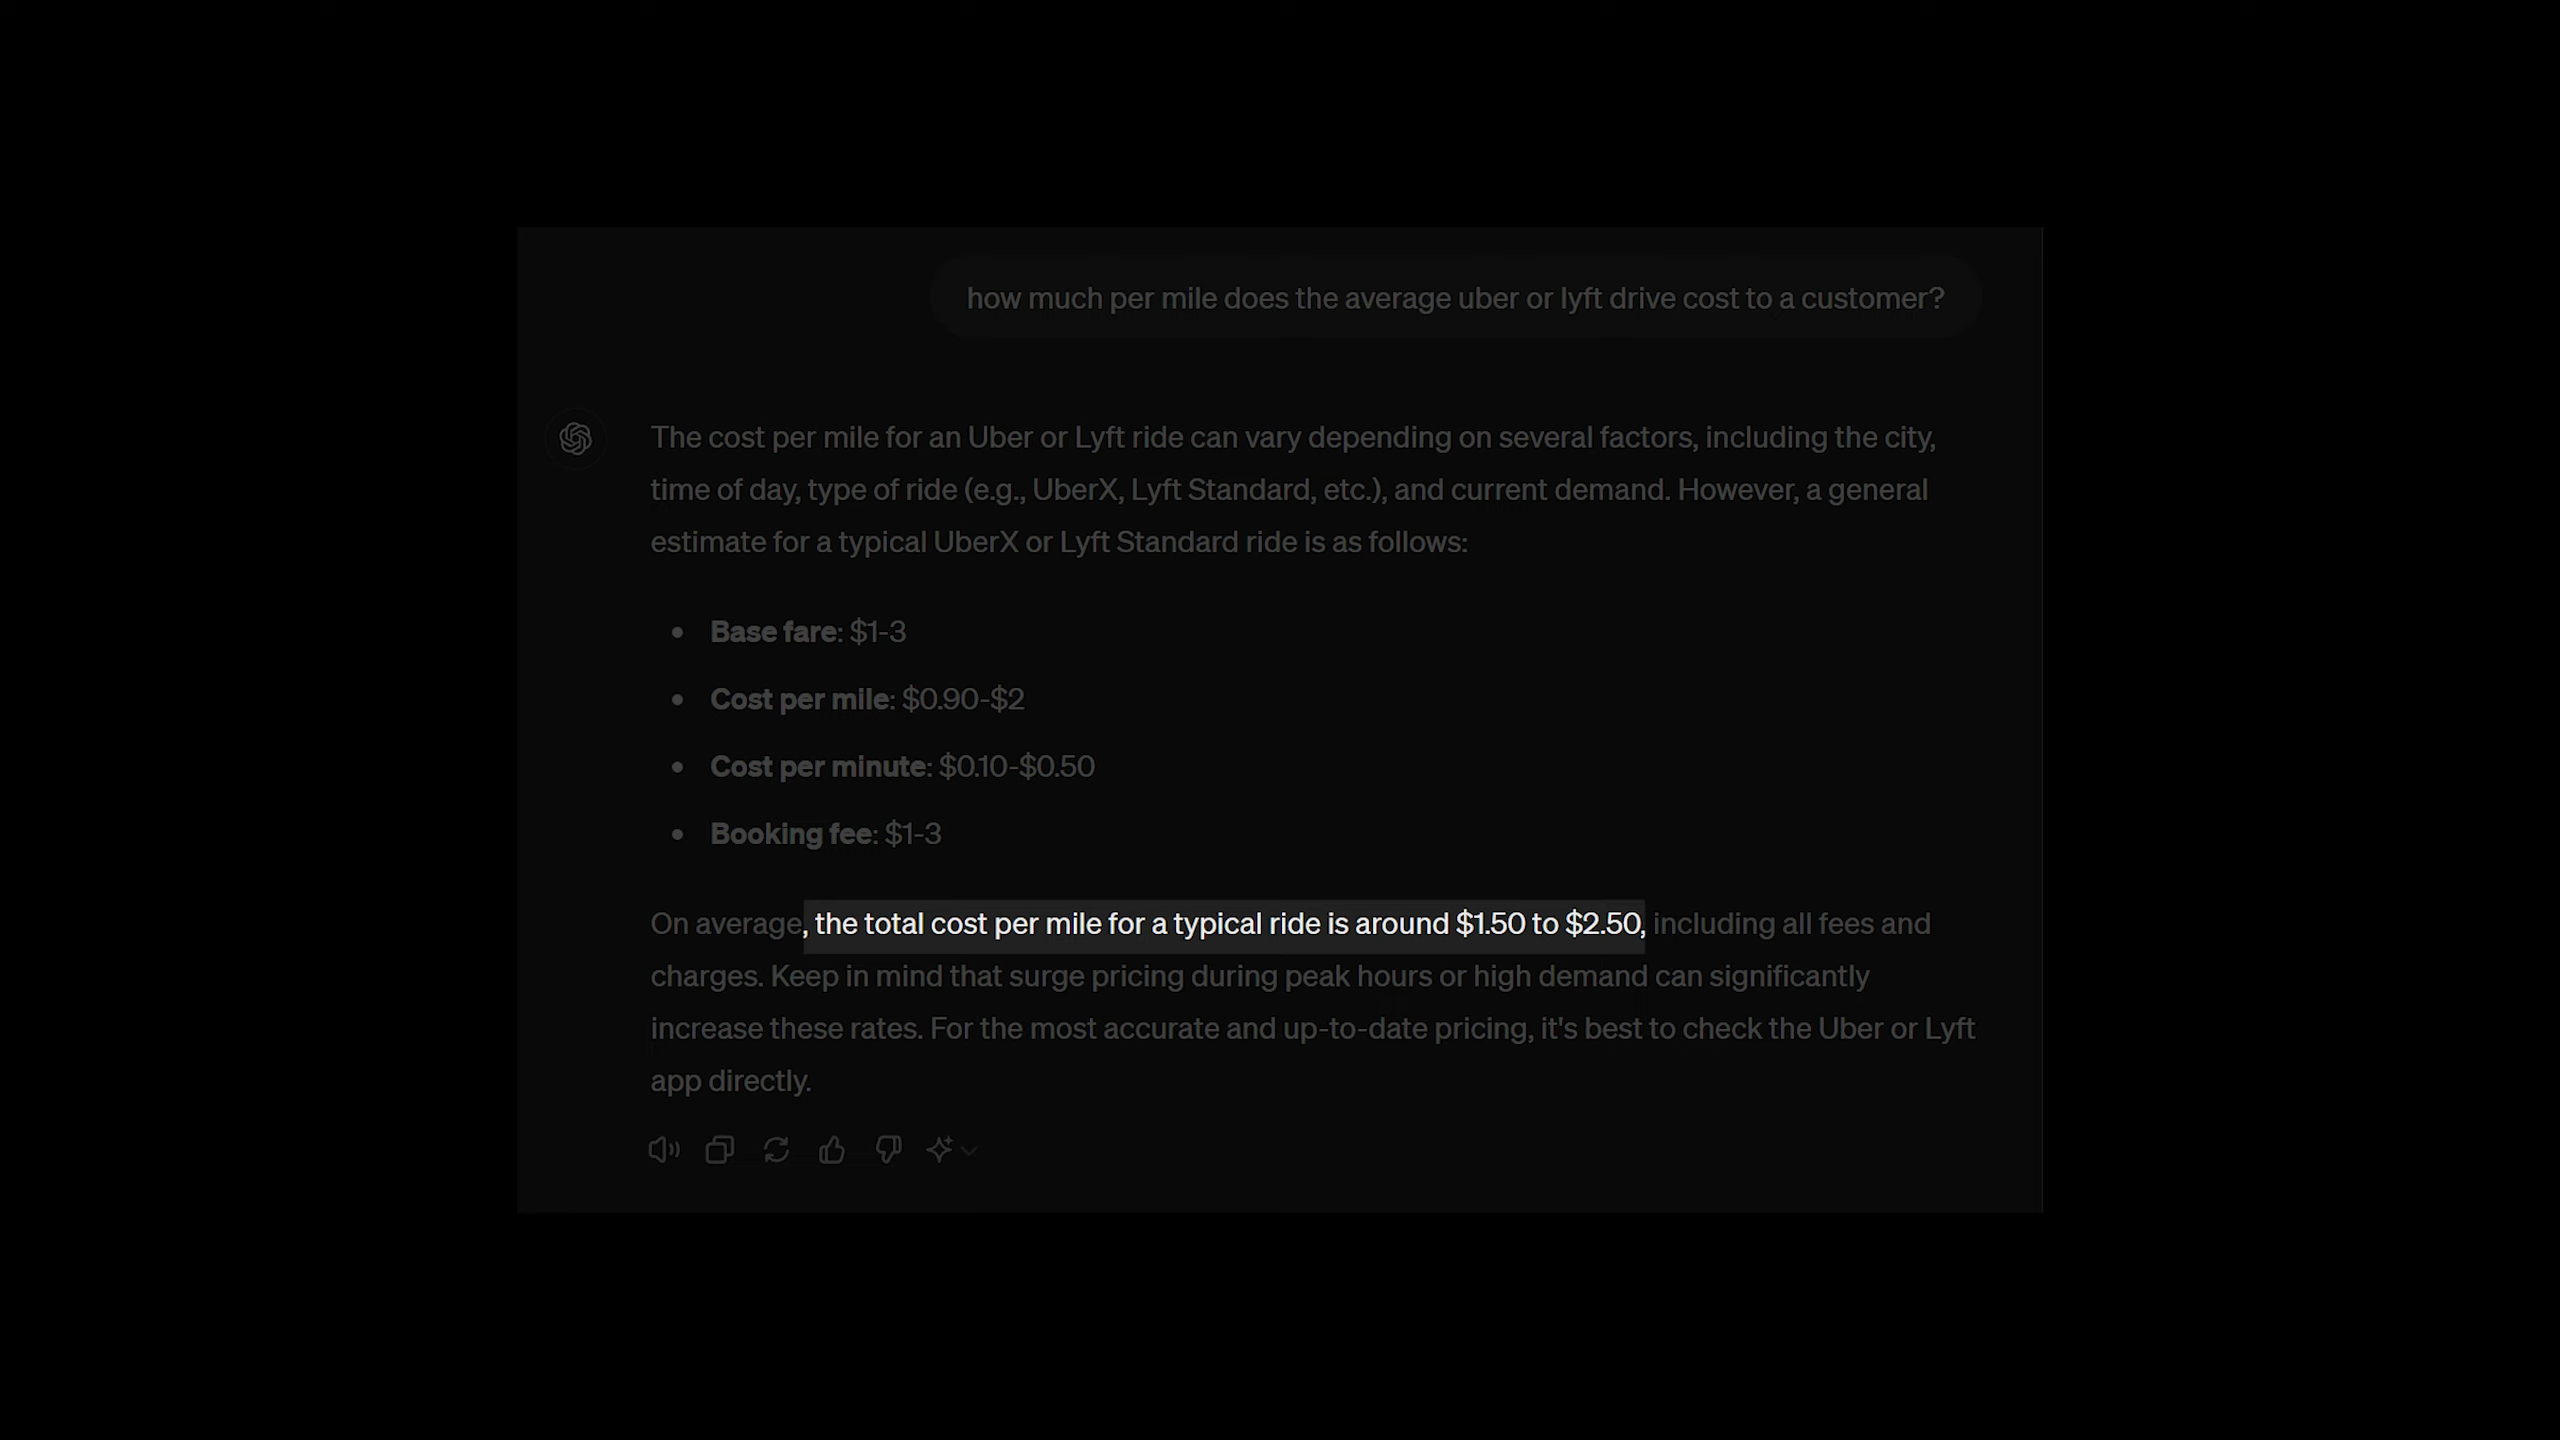 how much per mile does the average uber or lyft drive cost to a customer?
The cost per mile for an Uber or Lyft ride can vary depending on several factors, including the city,
time of day, type of ride (e.g., UberX, Lyft Standard, etc.), and current demand. However, a general
estimate for a typical UberX or Lyft Standard ride is as follows:
• Base fare: $1-3
• Cost per mile: $0.90-$2
• Cost per minute: $0.10-$0.50
• Booking fee: $1-3
On average, the total cost per mile for a typical ride is around $1.50 to $2.50, including all fees and
charges. Keep in mind that surge pricing during peak hours or high demand can significantly
increase these rates. For the most accurate and up-to-date pricing, it's best to check the Uber or Lyft
app directly.